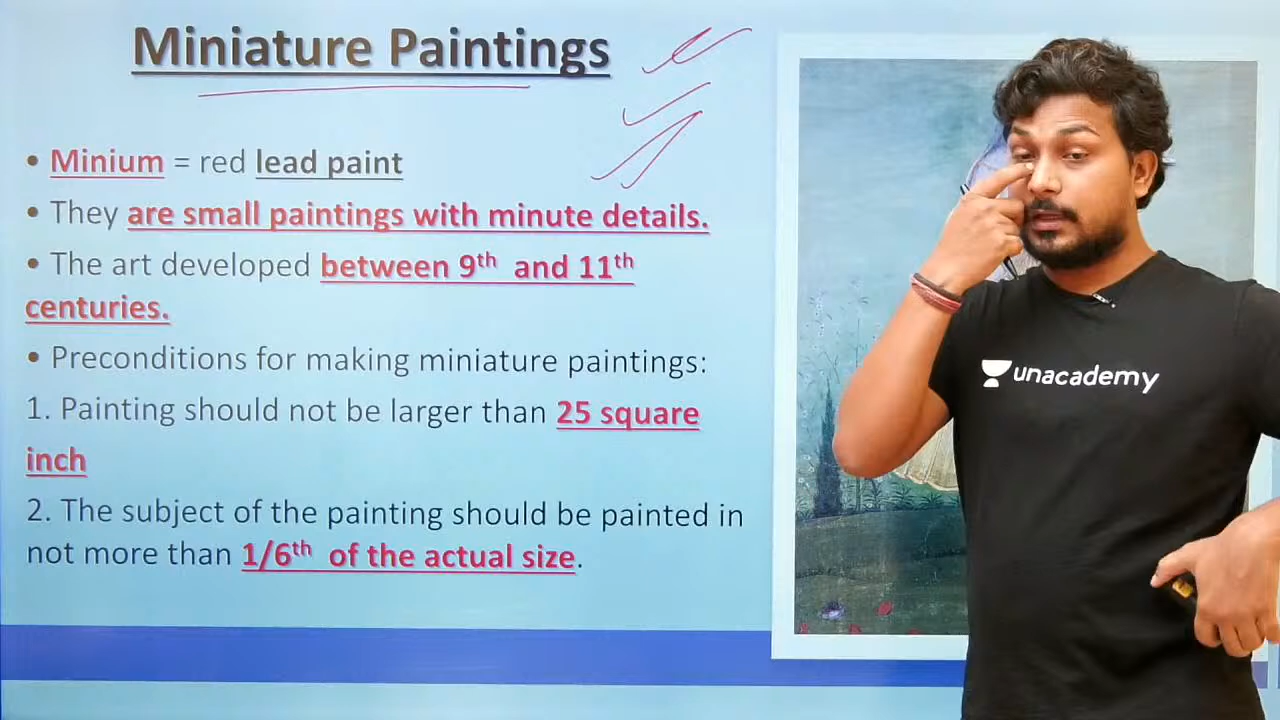 Miniature Paintings
• Minium = red lead paint
• They are small paintings with minute details.
• The art developed between 9th and 11th
centuries.
• Preconditions for making miniature paintings:
1. Painting should not be larger than 25 square
inch
2. The subject of the painting should be painted in
not more than 1/6th of the actual size.
unacademy